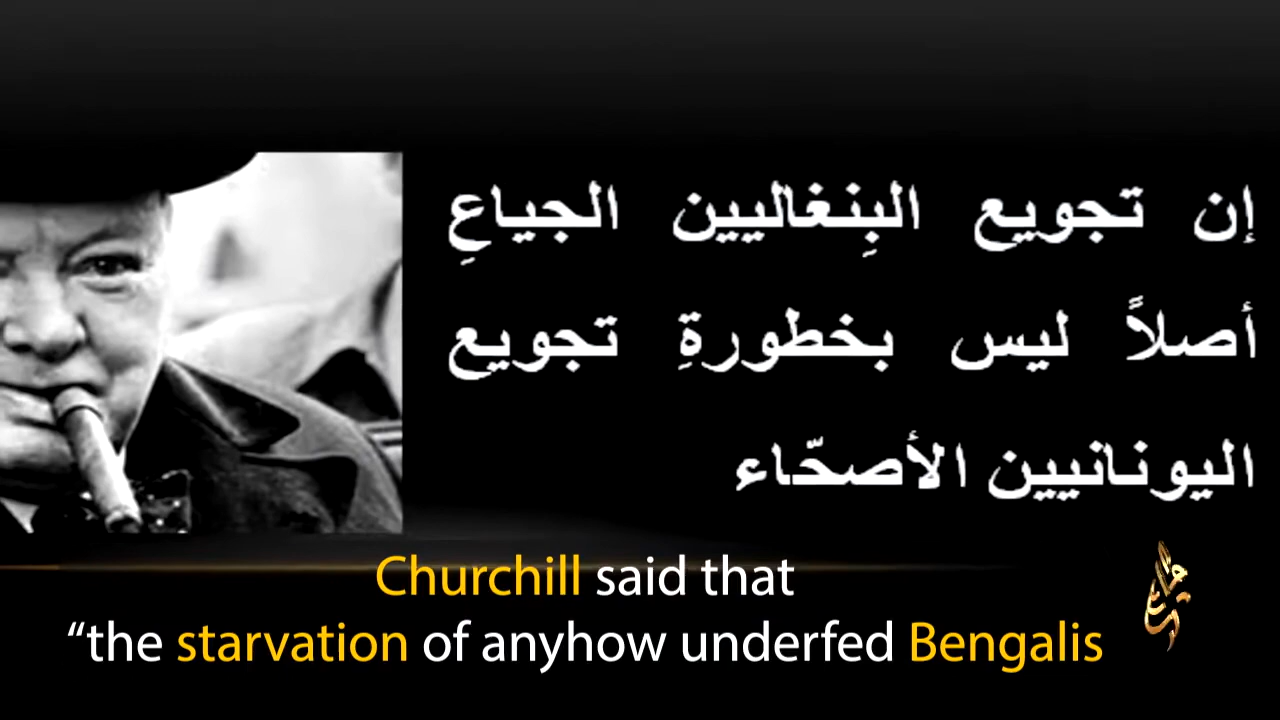 إن تجويع البِنغاليين الجياعِ
أصلاً ليس بخطورةِ تجويع
اليونانيين الأصحّاء
Churchill said that
“the starvation of anyhow underfed Bengalis